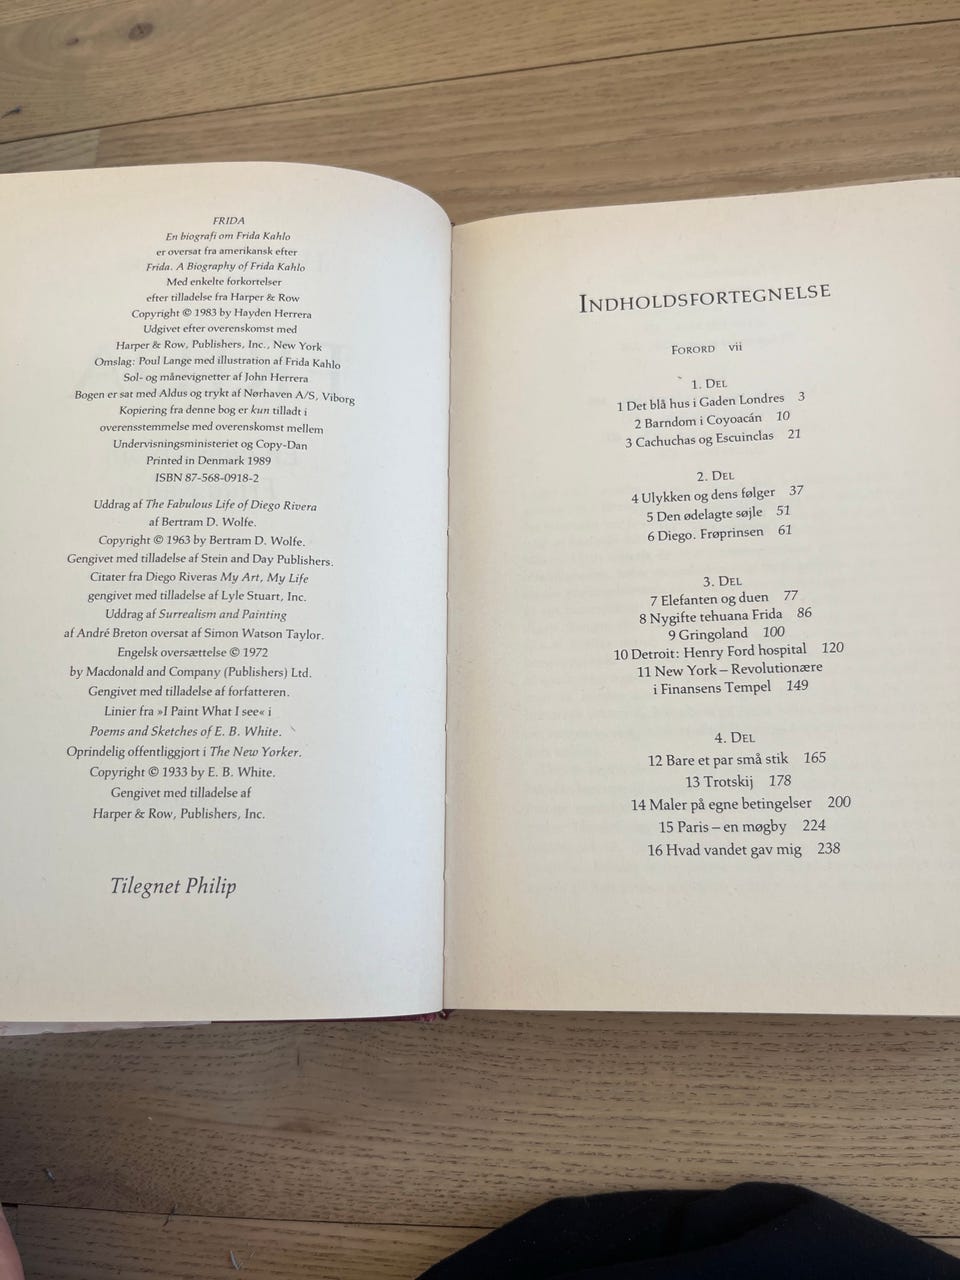 FRIDA
En biografi om Frida Kahlo
er oversat fra amerikansk efter
Frida. A Biography of Frida Kahlo
Med enkelte forkortelser
efter tilladelse fra Harper & Row
Copyright © 1983 by Hayden Herrera
Udgivet efter overenskomst med
Harper & Row, Publishers, Inc., New York
Omslag: Poul Lange med illustration af Frida Kahlo
Sol- og månevignetter af John Herrera
Bogen er sat med Aldus og trykt af Nørhaven A/S, Viborg
Kopiering fra denne bog er kun tilladt i
overensstemmelse med overenskomst mellem
Undervisningsministeriet og Copy-Dan
Printed in Denmark 1989
ISBN 87-568-0918-2
Uddrag af The Fabulous Life of Diego Rivera
af Bertram D. Wolfe.
Copyright © 1963 by Bertram D. Wolfe.
Gengivet med tilladelse af Stein and Day Publishers.
Citater fra Diego Riveras My Art, My Life
gengivet med tilladelse af Lyle Stuart, Inc.
Uddrag af Surrealism and Painting
af André Breton oversat af Simon Watson Taylor.
Engelsk oversættelse © 1972
by Macdonald and Company (Publishers) Ltd.
Gengivet med tilladelse af forfatteren.
Linier fra »I Paint What I see« i
Poems and Sketches of E. B. White.
Oprindelig offentliggjort i The New Yorker.
Copyright © 1933 by E. B. White.
Gengivet med tilladelse af
Harper & Row, Publishers, Inc.
Tilegnet Philip
INDHOLDSFORTEGNELSE
FORORD vii
1. DEL
1 Det blå hus i Gaden Londres 3
2 Barndom i Coyoacán 10
3 Cachuchas og Escuinclas 21
2. DEL
4 Ulykken og dens følger 37
5 Den ødelagte søjle 51
6 Diego. Frøprinsen 61
3. DEL
7 Elefanten og duen 77
8 Nygifte tehuana Frida 86
9 Gringoland 100
10 Detroit: Henry Ford hospital 120
11 New York – Revolutionære
i Finansens Tempel 149
4. DEL
12 Bare et par små stik 165
13 Trotskij 178
14 Maler på egne betingelser 200
15 Paris – en møgby 224
16 Hvad vandet gav mig 238